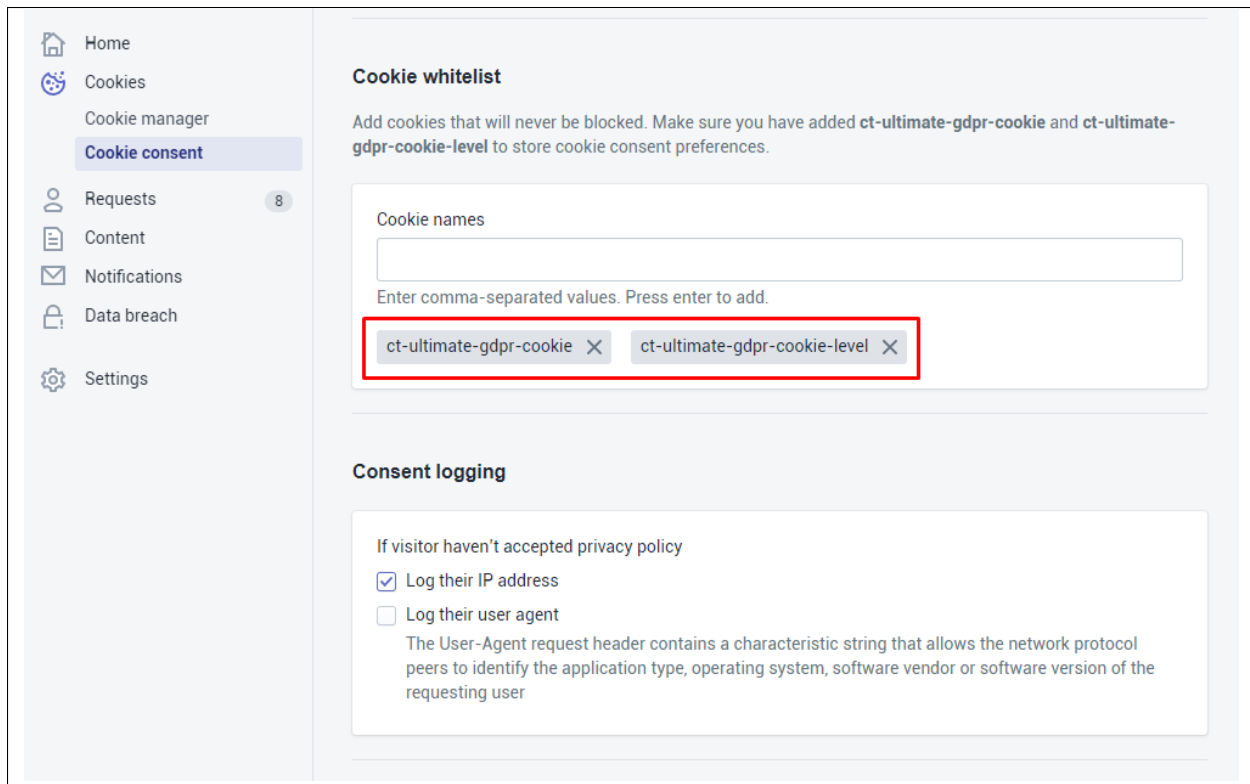 Home
Cookies
Cookie manager
Cookie consent
Requests
8
Content
Notifications
Data breach
Settings
Cookie whitelist
Add cookies that will never be blocked. Make sure you have added ct-ultimate-gdpr-cookie and ct-ultimate-
gdpr-cookie-level to store cookie consent preferences.
Cookie names
Enter comma-separated values. Press enter to add.
ct-ultimate-gdpr-cookie
ct-ultimate-gdpr-cookie-level
Consent logging
If visitor haven't accepted privacy policy
Log their IP address
Log their user agent
The User-Agent request header contains a characteristic string that allows the network protocol
peers to identify the application type, operating system, software vendor or software version of the
requesting user